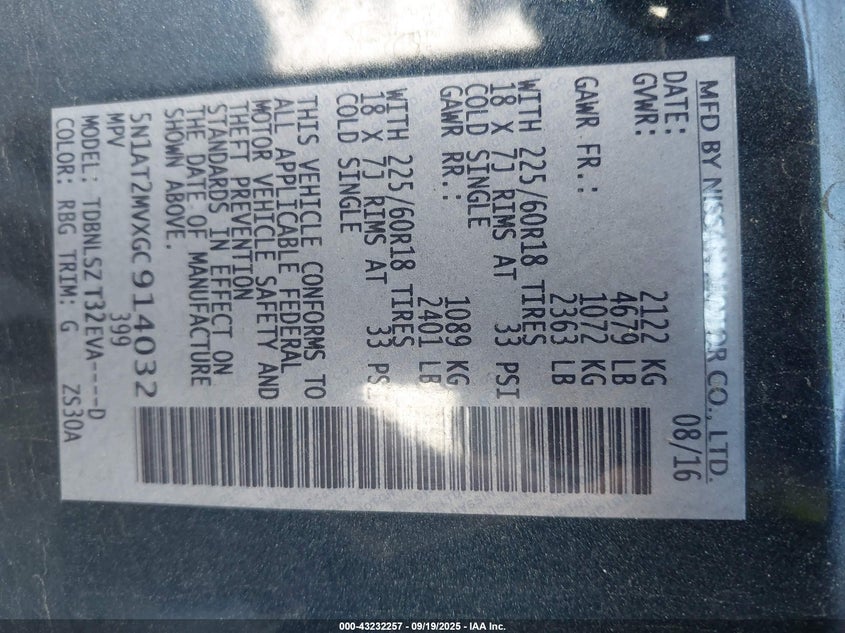 MFD BY NISSAN MOTOR CO., LTD.
DATE: 08/16
GVWR: 2122 KG
4679 LB
GAWR FR.: 1072 KG
2363 LB
WITH 225/60R18 TIRES
18 X 7J RIMS AT 33 PSI
COLD SINGLE
GAWR RR.: 1089 KG
2401 LB
WITH 225/60R18 TIRES
18 X 7J RIMS AT 33 PSI
COLD SINGLE
THIS VEHICLE CONFORMS TO
ALL APPLICABLE FEDERAL
MOTOR VEHICLE SAFETY AND
THEFT PREVENTION
STANDARDS IN EFFECT ON
THE DATE OF MANUFACTURE
SHOWN ABOVE.
5N1AT2MVXGC914032
MPV 399
MODEL: TDBNLSZ T32EVA----D
COLOR: RBG TRIM: G ZS30A
000-43232257 - 09/19/2025 - IAA Inc.